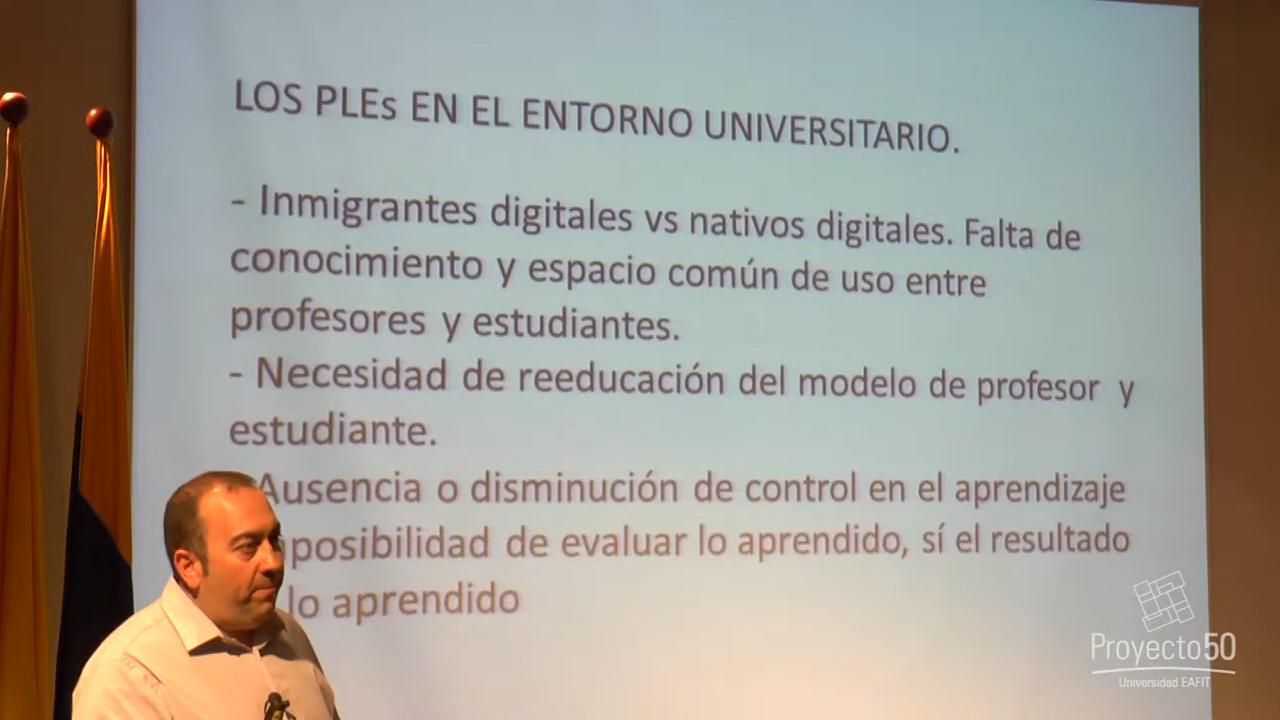 LOS PLEs EN EL ENTORNO UNIVERSITARIO.
- Inmigrantes digitales vs nativos digitales. Falta de
conocimiento y espacio común de uso entre
profesores y estudiantes.
- Necesidad de reeducación del modelo de profesor y
estudiante.
Ausencia o disminución de control en el aprendizaje
posibilidad de evaluar lo aprendido, sí el resultado
lo aprendido
Proyecto50
Universidad EAFIT